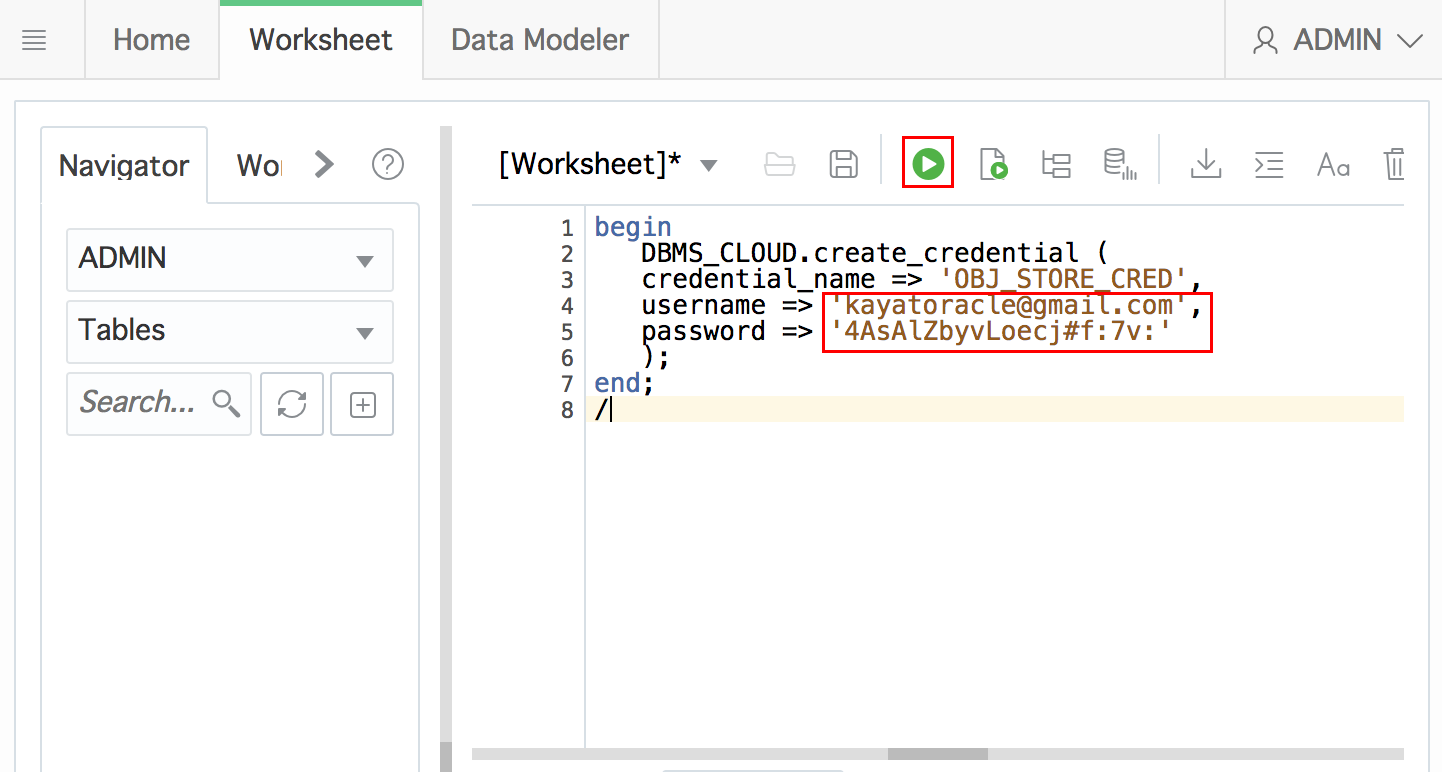 Home Worksheet Data Modeler ADMIN
Navigator
[Worksheet]*
Aa
ADMIN
Tables
Search...
1 begin
2 DBMS_CLOUD.create_credential (
3 credential_name => 'OBJ_STORE_CRED',
4 username => 'kayatoracle@gmail.com',
5 password => '4AsAlZbyvLoecj#f:7v:'
6 );
7 end;
8 /